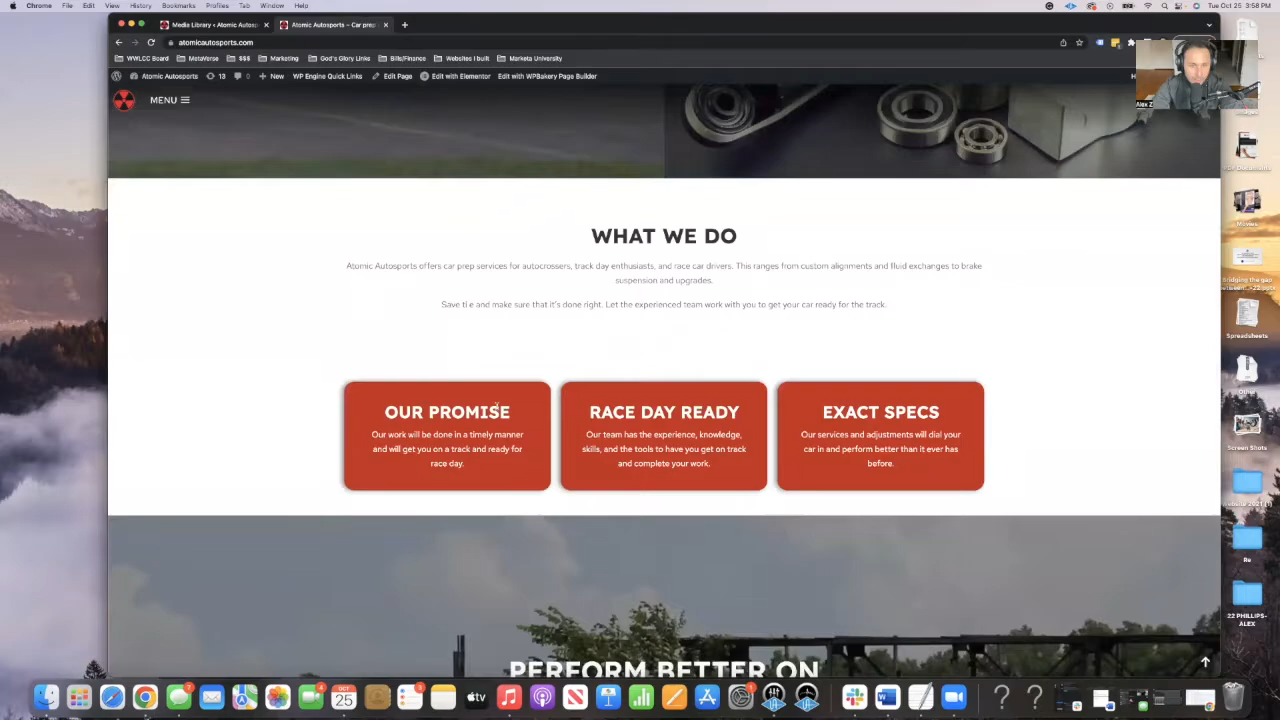 Chrome File Edit View History Bookmarks Profiles Tab Window Help
Tue Oct 25 3:58 PM
Media Library ‹ Atomic Autosp
Atomic Autosports – Car prep
atomicautosports.com
WWLCC Board MetaVerse $$$ Marketing God's Glory Links Bills/Finance Websites I built Marketa University
Atomic Autosports 13 0 New WP Engine Quick Links Edit Page Edit with Elementor Edit with WPBakery Page Builder
Alex Z
MENU
WHAT WE DO
Atomic Autosports offers car prep services for autocrossers, track day enthusiasts, and race car drivers. This ranges from custom alignments and fluid exchanges to brake
suspension and upgrades.
Save ti e and make sure that it's done right. Let the experienced team work with you to get your car ready for the track.
OUR PROMISE
Our work will be done in a timely manner
and will get you on a track and ready for
race day.
RACE DAY READY
Our team has the experience, knowledge,
skills, and the tools to have you get on track
and complete your work.
EXACT SPECS
Our services and adjustments will dial your
car in and perform better than it ever has
before.
PERFORM BETTER ON
PDF Documents
Movies
Bridging the gap
Spreadsheets
Other
Screen Shots
Re
22 PHILLIPS-
ALEX
OCT
25
tv